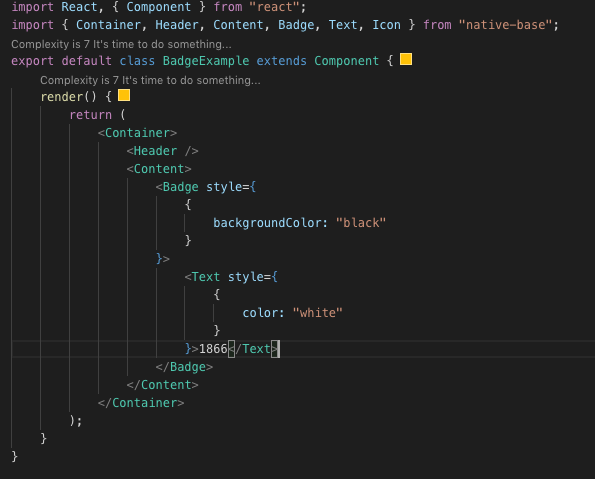 import React, { Component } from "react";
import { Container, Header, Content, Badge, Text, Icon } from "native-base";
Complexity is 7 It's time to do something...
export default class BadgeExample extends Component {
Complexity is 7 It's time to do something...
render() {
return (
<Container>
<Header />
<Content>
<Badge style={
{
backgroundColor: "black"
}
}>
<Text style={
{
color: "white"
}
}>1866</Text>
</Badge>
</Content>
</Container>
);
}
}